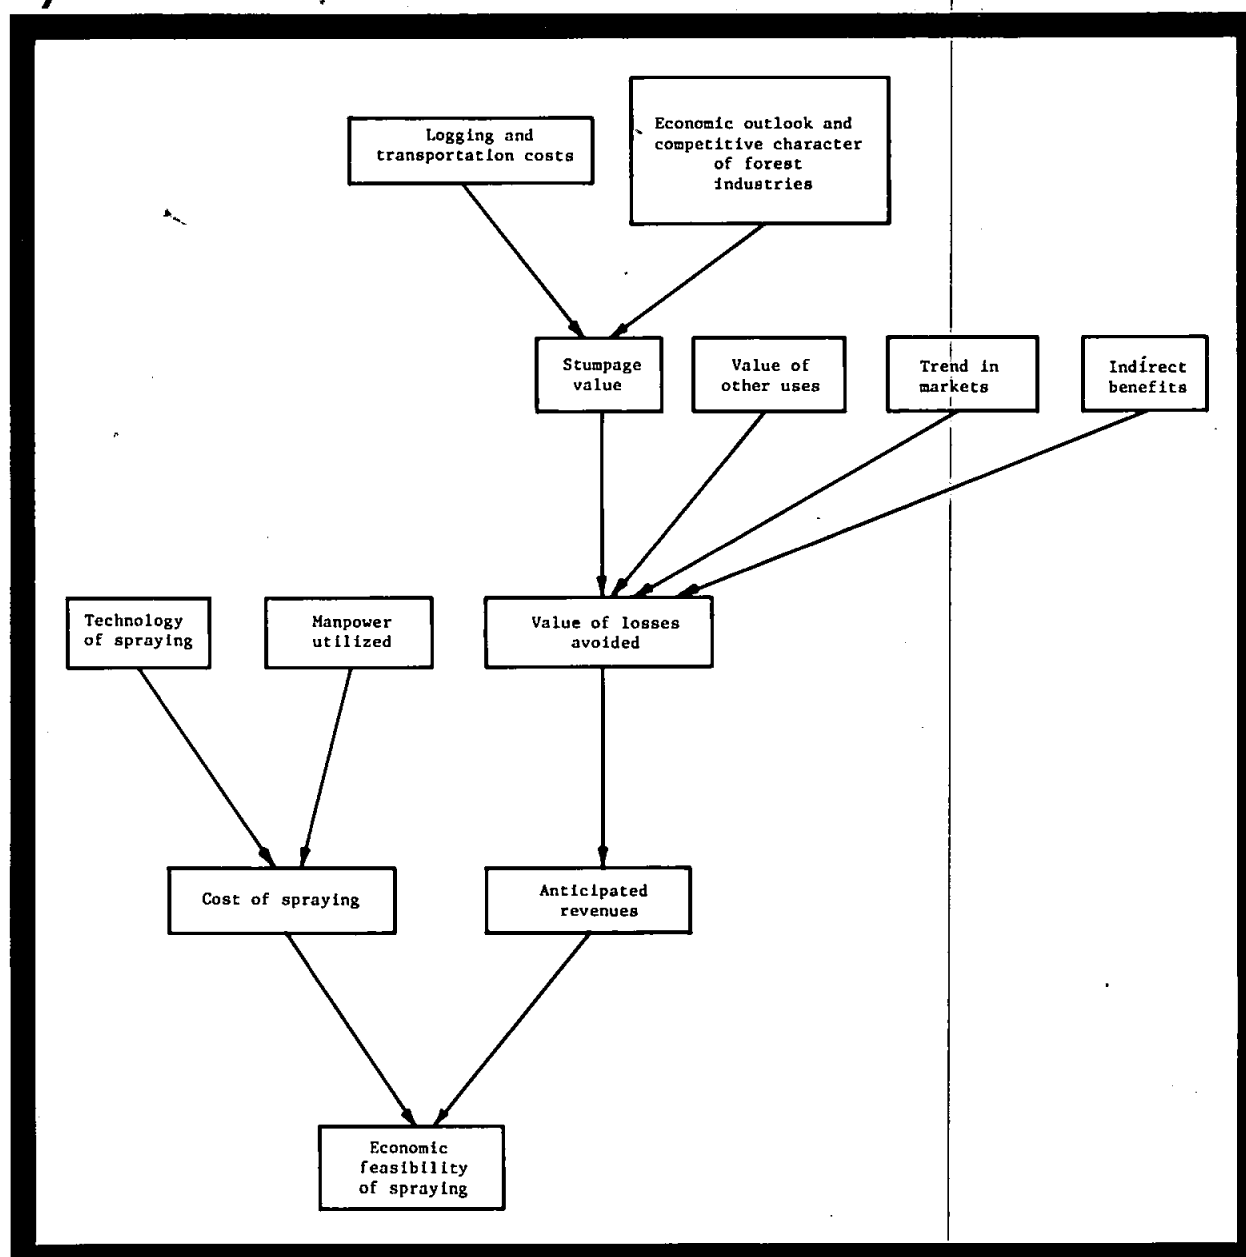 Logging and
transportation costs
Economic outlook and
competitive character
of forest
industries
Stumpage
value
Value of
other uses
Trend in
markets
Indirect
benefits
Technology
of spraying
Manpower
utilized
Value of losses
avoided
Cost of spraying
Anticipated
revenues
Economic
feasibility
of spraying